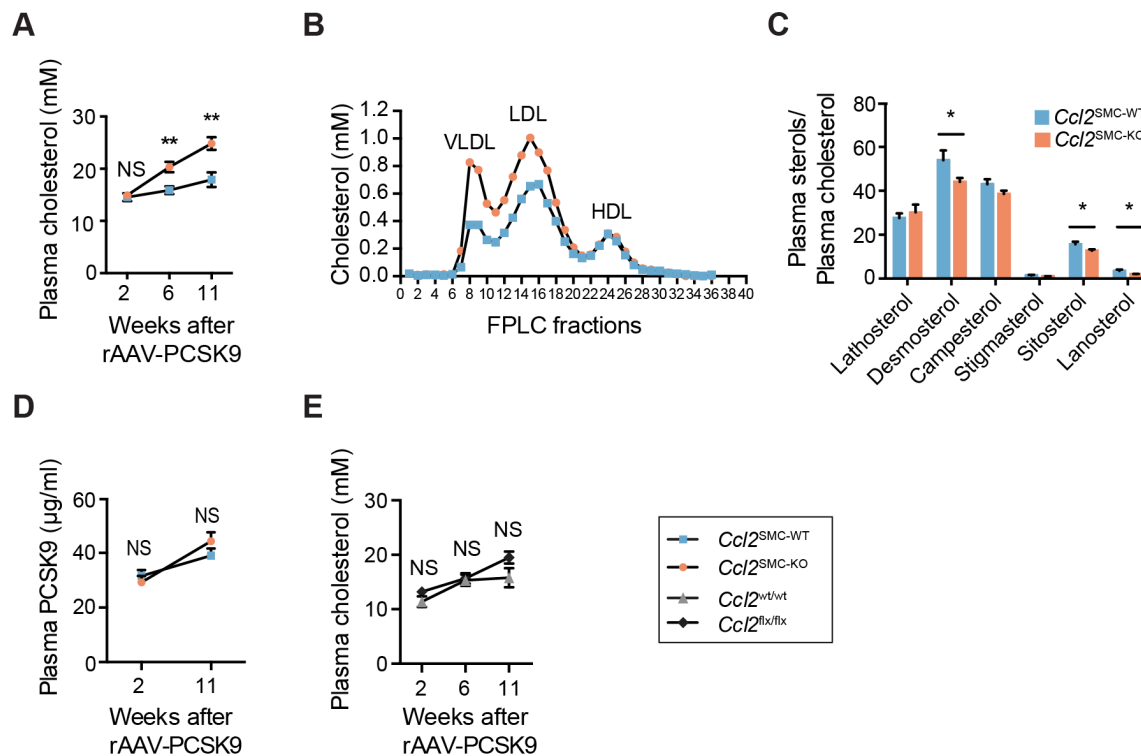 A
Plasma cholesterol (mM)
30
20
10
0
NS
**
**
2 6 11
Weeks after
rAAV-PCSK9
B
Cholesterol (mM)
1.2
1.0
0.8
0.6
0.4
0.2
0.0
VLDL
LDL
HDL
0 2 4 6 8 10 12 14 16 18 20 22 24 26 28 30 32 34 36 38 40
FPLC fractions
C
Plasma sterols/
Plasma cholesterol
80
60
40
20
0
*
*
*
Ccl2SMC-WT
Ccl2SMC-KO
Lathosterol
Desmosterol
Campesterol
Stigmasterol
Sitosterol
Lanosterol
D
Plasma PCSK9 (µg/ml)
60
40
20
0
NS
NS
2 11
Weeks after
rAAV-PCSK9
E
Plasma cholesterol (mM)
30
20
10
0
NS
NS
NS
2 6 11
Weeks after
rAAV-PCSK9
Ccl2SMC-WT
Ccl2SMC-KO
Ccl2wt/wt
Ccl2flx/flx